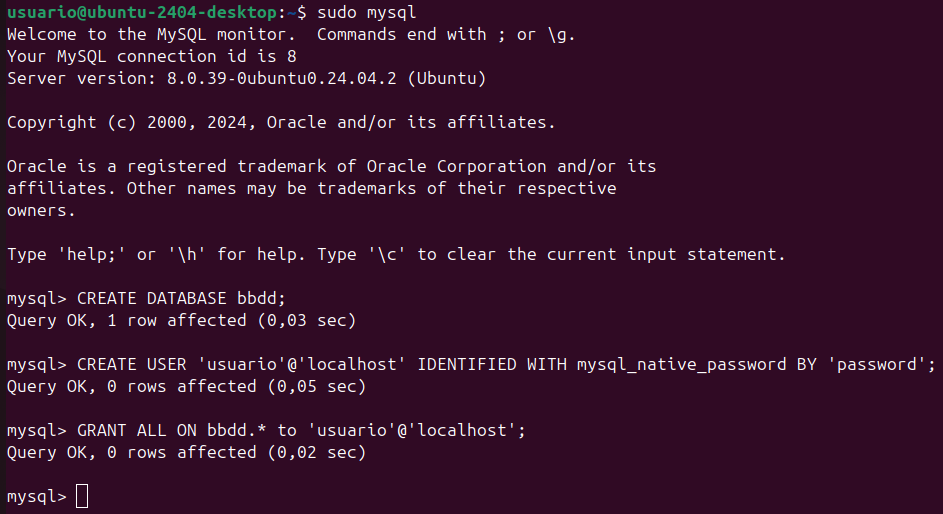 usuario@ubuntu-2404-desktop:~$ sudo mysql
Welcome to the MySQL monitor.  Commands end with ; or \g.
Your MySQL connection id is 8
Server version: 8.0.39-0ubuntu0.24.04.2 (Ubuntu)
Copyright (c) 2000, 2024, Oracle and/or its affiliates.
Oracle is a registered trademark of Oracle Corporation and/or its
affiliates. Other names may be trademarks of their respective
owners.
Type 'help;' or '\h' for help. Type '\c' to clear the current input statement.
mysql> CREATE DATABASE bbdd;
Query OK, 1 row affected (0,03 sec)
mysql> CREATE USER 'usuario'@'localhost' IDENTIFIED WITH mysql_native_password BY 'password';
Query OK, 0 rows affected (0,05 sec)
mysql> GRANT ALL ON bbdd.* to 'usuario'@'localhost';
Query OK, 0 rows affected (0,02 sec)
mysql>